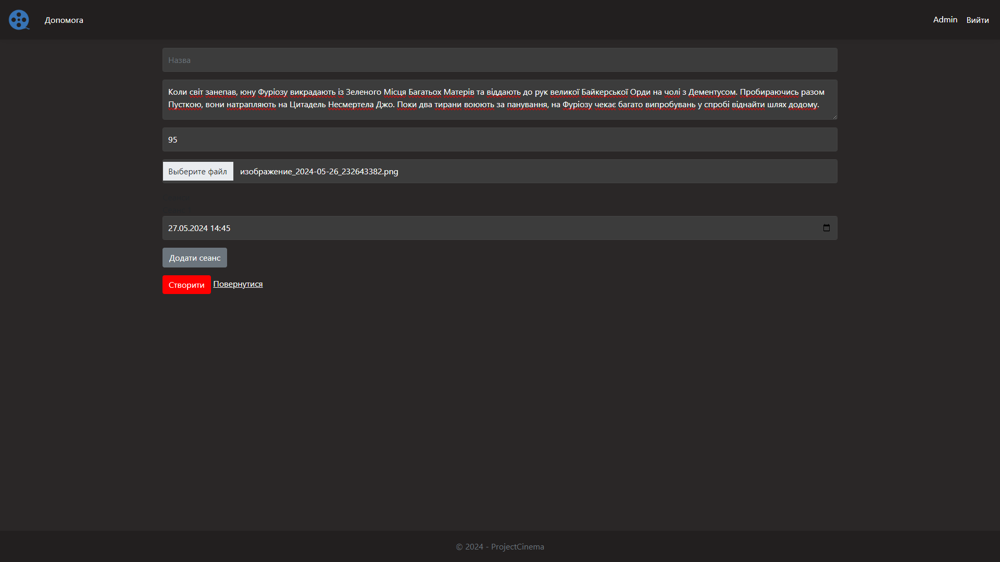 Допомога
Admin
Вийти
Назва
Коли світ занепав, юну Фуріозу викрадають із Зеленого Місця Багатьох Матерів та віддають до рук великої Байкерської Орди на чолі з Дементусом. Пробираючись разом
Пусткою, вони натрапляють на Цитадель Несмертела Джо. Поки два тирани воюють за панування, на Фуріозу чекає багато випробувань у спробі віднайти шлях додому.
95
Выберите файл изображение_2024-05-26_232643382.png
27.05.2024 14:45
Додати сеанс
Створити Повернутися
© 2024 - ProjectCinema